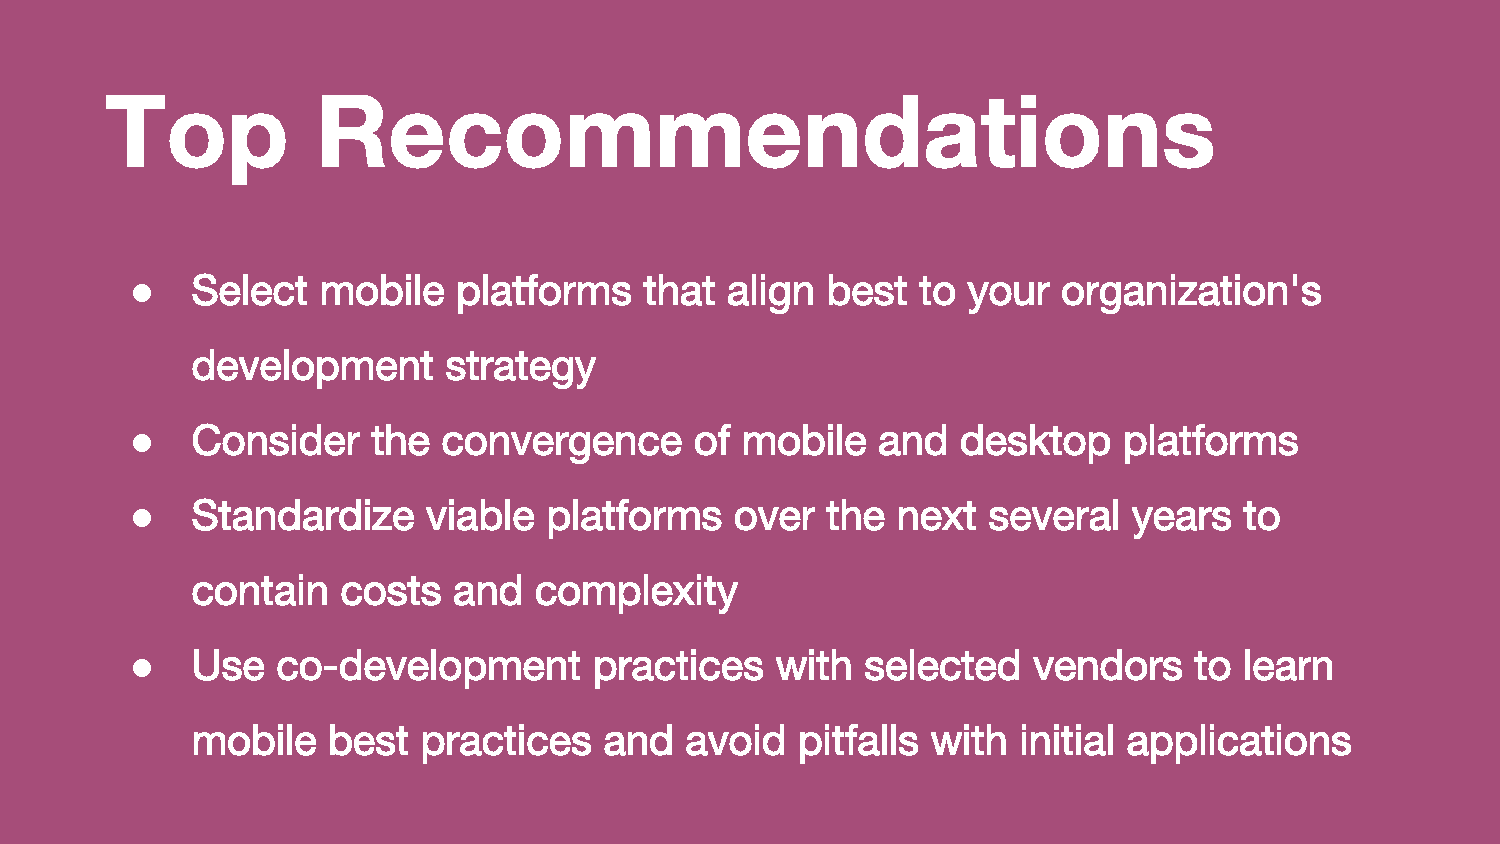 Top Recommendations
● Select mobile platforms that align best to your organization's
development strategy
● Consider the convergence of mobile and desktop platforms
● Standardize viable platforms over the next several years to
contain costs and complexity
● Use co-development practices with selected vendors to learn
mobile best practices and avoid pitfalls with initial applications